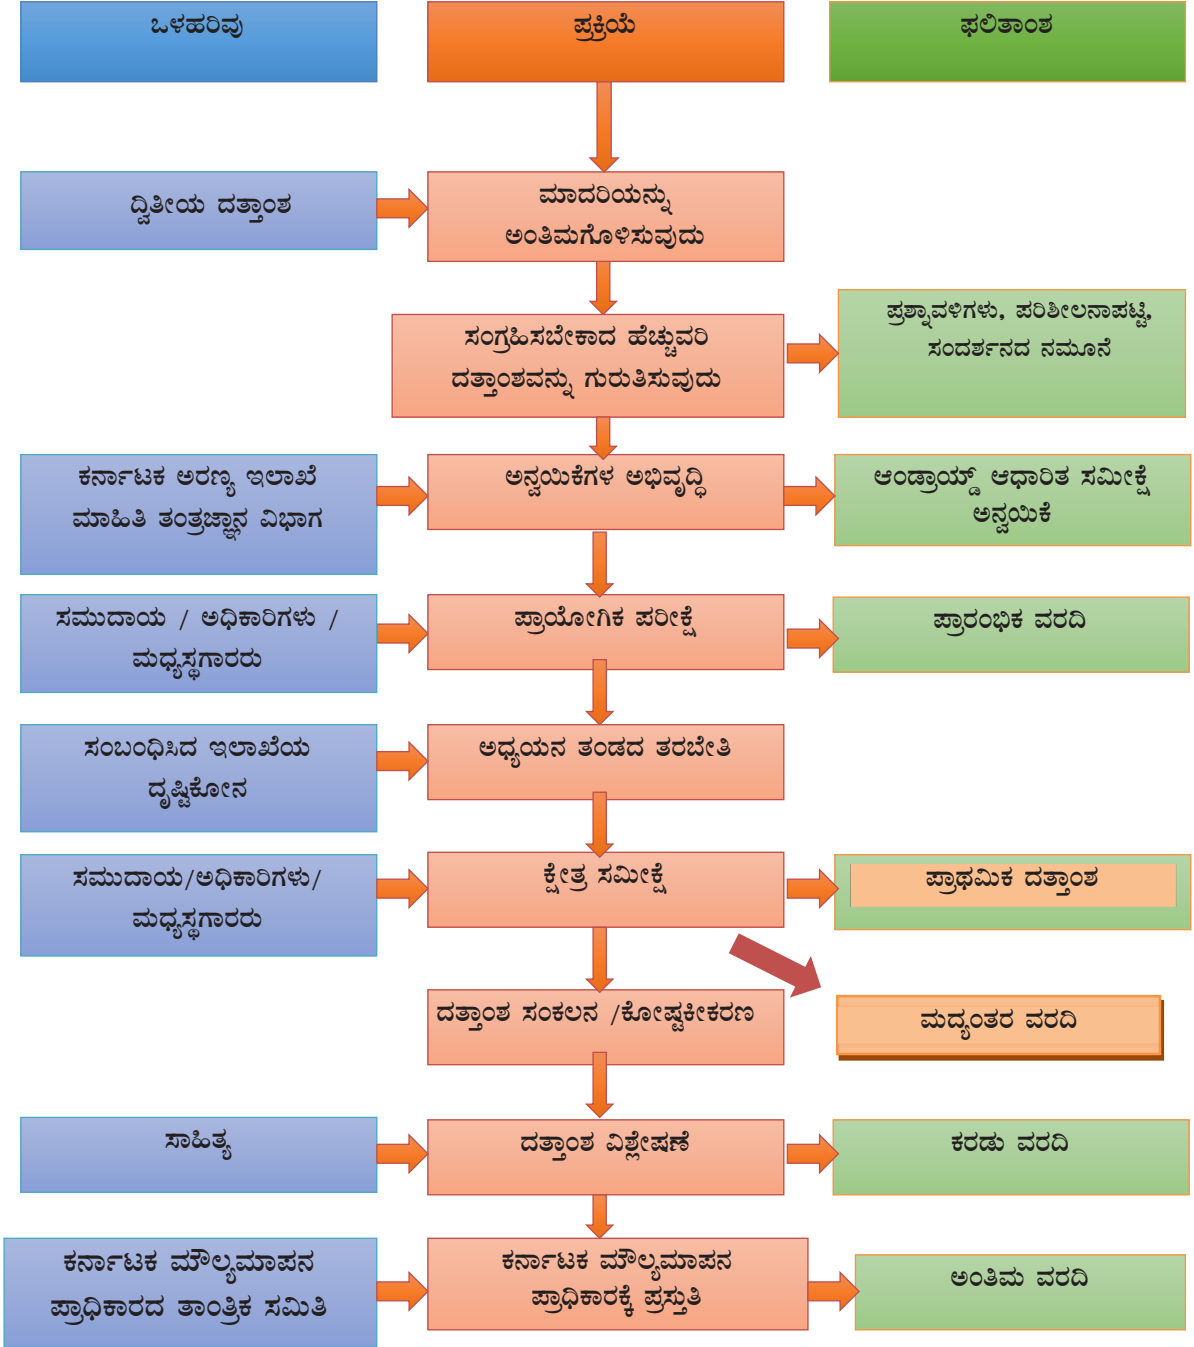 ಒಳಹರಿವು
ಪ್ರಕ್ರಿಯೆ
ಫಲಿತಾಂಶ
ದ್ವಿತೀಯ ದತ್ತಾಂಶ
ಮಾದರಿಯನ್ನು
ಅಂತಿಮಗೊಳಿಸುವುದು
ಸಂಗ್ರಹಿಸಬೇಕಾದ ಹೆಚ್ಚುವರಿ
ದತ್ತಾಂಶವನ್ನು ಗುರುತಿಸುವುದು
ಪ್ರಶ್ನಾವಳಿಗಳು, ಪರಿಶೀಲನಾಪಟ್ಟಿ,
ಸಂದರ್ಶನದ ನಮೂನೆ
ಕರ್ನಾಟಕ ಅರಣ್ಯ ಇಲಾಖೆ
ಮಾಹಿತಿ ತಂತ್ರಜ್ಞಾನ ವಿಭಾಗ
ಅನ್ವಯಿಕೆಗಳ ಅಭಿವೃದ್ಧಿ
ಆಂಡ್ರಾಯ್ಡ್ ಆಧಾರಿತ ಸಮೀಕ್ಷೆ
ಅನ್ವಯಿಕೆ
ಸಮುದಾಯ / ಅಧಿಕಾರಿಗಳು /
ಮಧ್ಯಸ್ಥಗಾರರು
ಪ್ರಾಯೋಗಿಕ ಪರೀಕ್ಷೆ
ಪ್ರಾರಂಭಿಕ ವರದಿ
ಸಂಬಂಧಿಸಿದ ಇಲಾಖೆಯ
ದೃಷ್ಟಿಕೋನ
ಅಧ್ಯಯನ ತಂಡದ ತರಬೇತಿ
ಸಮುದಾಯ/ಅಧಿಕಾರಿಗಳು/
ಮಧ್ಯಸ್ಥಗಾರರು
ಕ್ಷೇತ್ರ ಸಮೀಕ್ಷೆ
ಪ್ರಾಥಮಿಕ ದತ್ತಾಂಶ
ದತ್ತಾಂಶ ಸಂಕಲನ /ಕೋಷ್ಟಕೀಕರಣ
ಮದ್ಯಂತರ ವರದಿ
ಸಾಹಿತ್ಯ
ದತ್ತಾಂಶ ವಿಶ್ಲೇಷಣೆ
ಕರಡು ವರದಿ
ಕರ್ನಾಟಕ ಮೌಲ್ಯಮಾಪನ
ಪ್ರಾಧಿಕಾರದ ತಾಂತ್ರಿಕ ಸಮಿತಿ
ಕರ್ನಾಟಕ ಮೌಲ್ಯಮಾಪನ
ಪ್ರಾಧಿಕಾರಕ್ಕೆ ಪ್ರಸ್ತುತಿ
ಅಂತಿಮ ವರದಿ